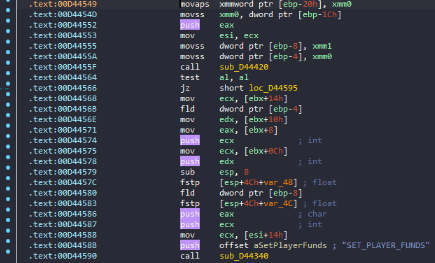 .text:00D44549 movaps xmmword ptr [ebp-20h], xmm0
.text:00D4454D movss xmm0, dword ptr [ebp-1Ch]
.text:00D44552 push eax
.text:00D44553 mov esi, ecx
.text:00D44555 movss dword ptr [ebp-8], xmm1
.text:00D4455A movss dword ptr [ebp-4], xmm0
.text:00D4455F call sub_D44420
.text:00D44564 test al, al
.text:00D44566 jz short loc_D44595
.text:00D44568 mov ecx, [ebx+14h]
.text:00D4456B fld dword ptr [ebp-4]
.text:00D4456E mov edx, [ebx+10h]
.text:00D44571 mov eax, [ebx+8]
.text:00D44574 push ecx ; int
.text:00D44575 mov ecx, [ebx+0Ch]
.text:00D44578 push edx ; int
.text:00D44579 sub esp, 8
.text:00D4457C fstp [esp+4Ch+var_48] ; float
.text:00D44580 fld dword ptr [ebp-8]
.text:00D44583 fstp [esp+4Ch+var_4C] ; float
.text:00D44586 push eax ; char
.text:00D44587 push ecx ; int
.text:00D44588 mov ecx, [esi+14h]
.text:00D4458B push offset aSetPlayerFunds ; "SET_PLAYER_FUNDS"
.text:00D44590 call sub_D44340